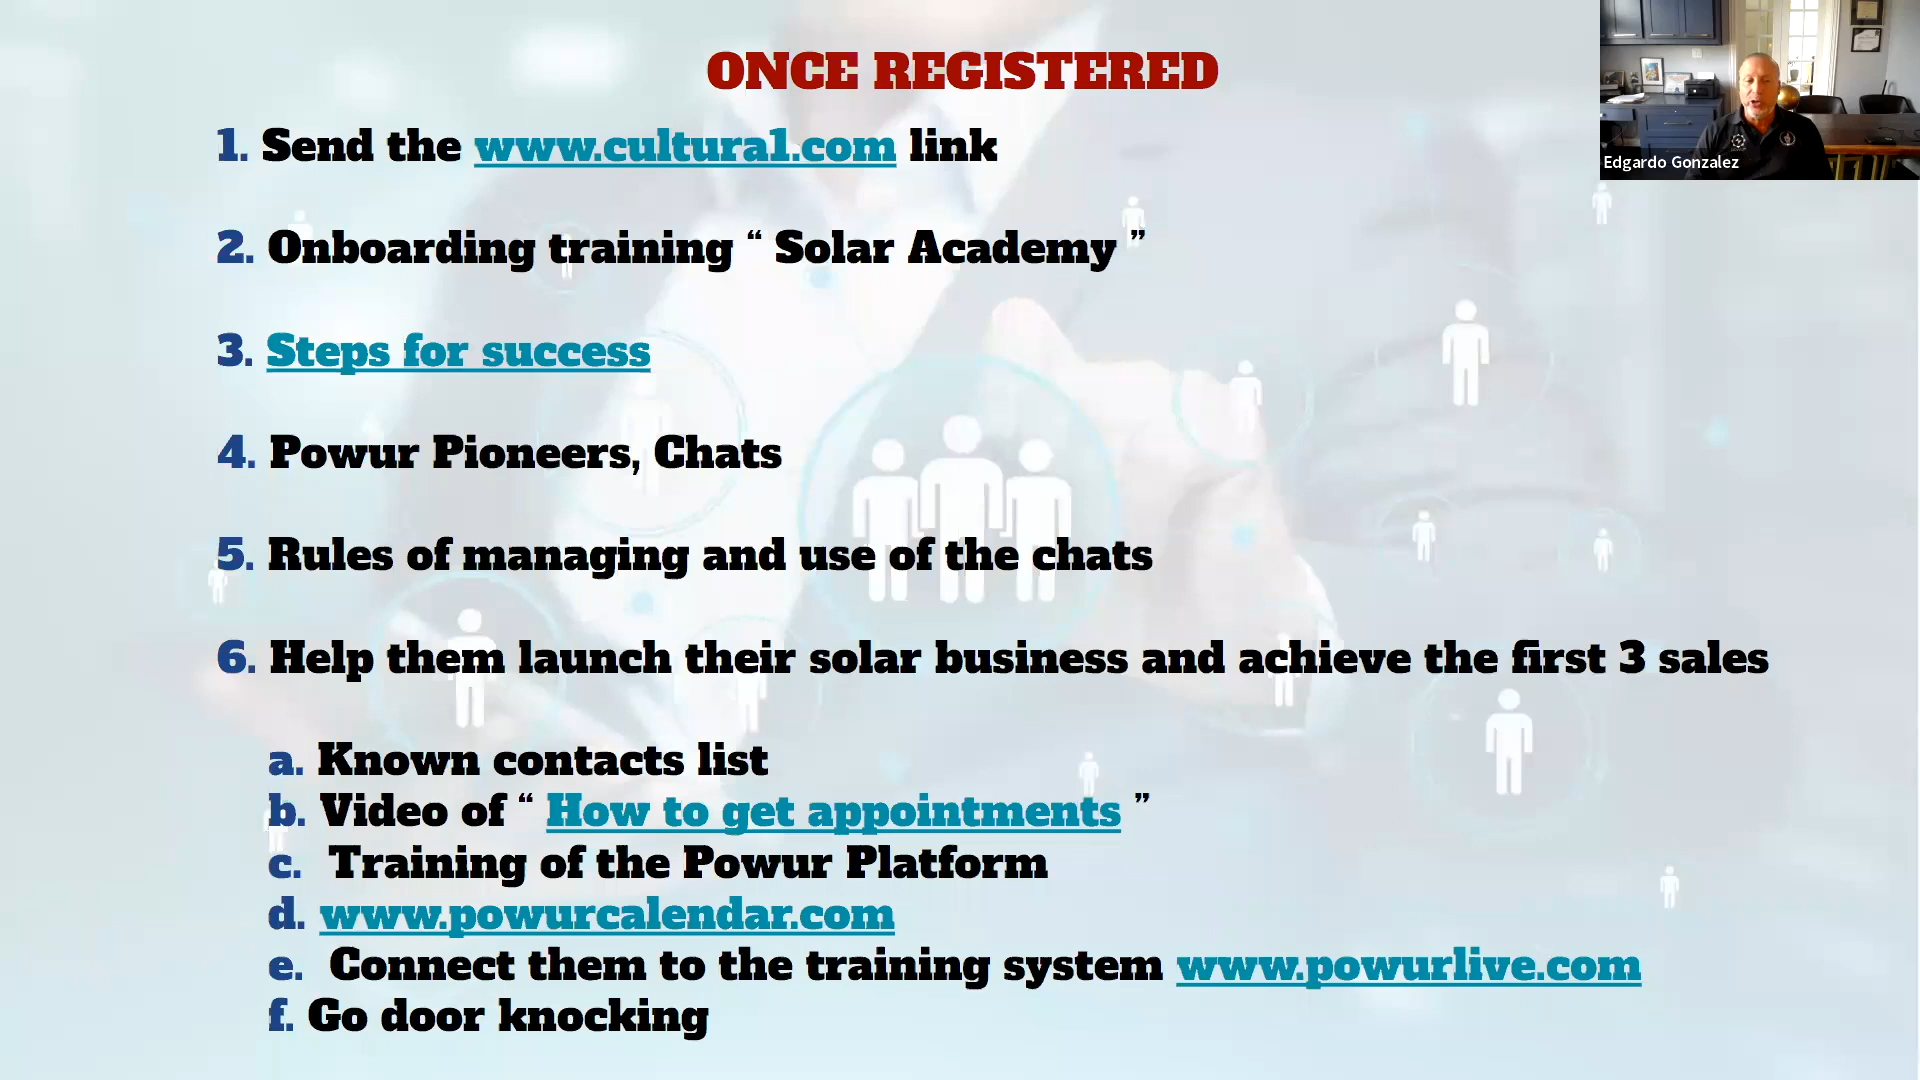 ONCE REGISTERED
1. Send the www.cultura1.com link
2. Onboarding training “ Solar Academy ”
3. Steps for success
4. Powur Pioneers, Chats
5. Rules of managing and use of the chats
6. Help them launch their solar business and achieve the first 3 sales
a. Known contacts list
b. Video of “ How to get appointments ”
c. Training of the Powur Platform
d. www.powurcalendar.com
e. Connect them to the training system www.powurlive.com
f. Go door knocking
Edgardo Gonzalez